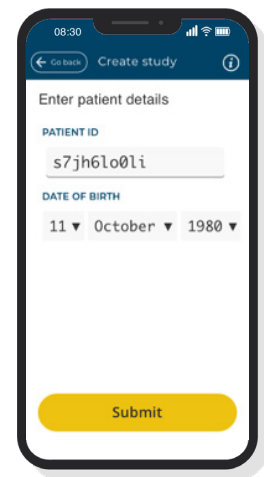 08:30
Go back Create study i
Enter patient details
PATIENT ID
s7jh6lo0li
DATE OF BIRTH
11 ▼ October ▼ 1980 ▼
Submit